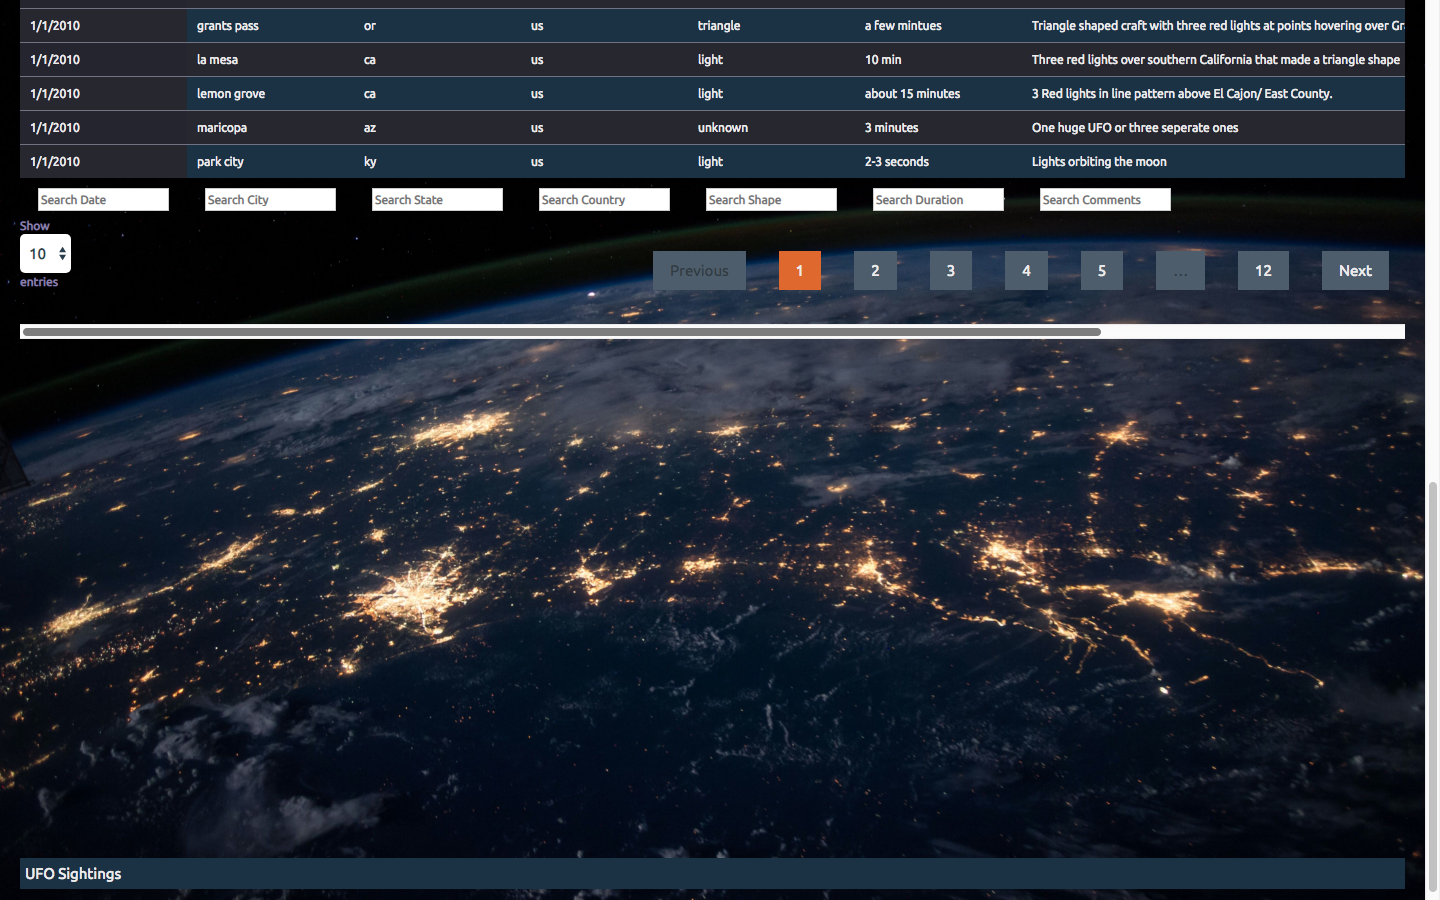 1/1/2010 grants pass or us triangle a few mintues Triangle shaped craft with three red lights at points hovering over Gr
1/1/2010 la mesa ca us light 10 min Three red lights over southern California that made a triangle shape
1/1/2010 lemon grove ca us light about 15 minutes 3 Red lights in line pattern above El Cajon/ East County.
1/1/2010 maricopa az us unknown 3 minutes One huge UFO or three seperate ones
1/1/2010 park city ky us light 2-3 seconds Lights orbiting the moon
Search Date Search City Search State Search Country Search Shape Search Duration Search Comments
Show
10
entries
Previous 1 2 3 4 5 … 12 Next
UFO Sightings